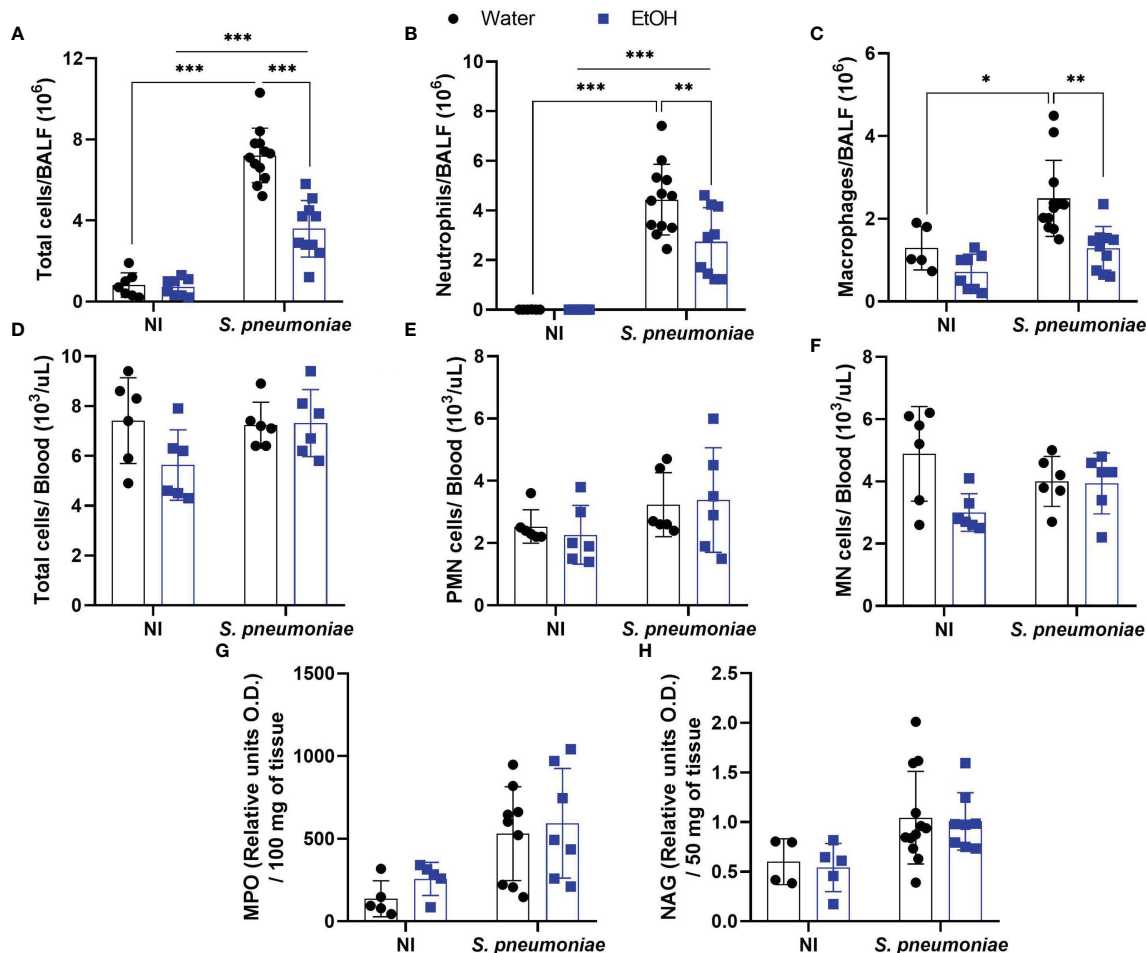 Water EtOH
A
Total cells/BALF (10⁶)
12
8
4
0
*** *** ***
NI S. pneumoniae
B
Neutrophils/BALF (10⁶)
8
6
4
2
0
*** *** **
NI S. pneumoniae
C
Macrophages/BALF (10⁶)
6
4
2
0
* **
NI S. pneumoniae
D
Total cells/ Blood (10³/uL)
10
8
6
4
2
0
NI S. pneumoniae
E
PMN cells/ Blood (10³/uL)
8
6
4
2
0
NI S. pneumoniae
F
MN cells/ Blood (10³/uL)
8
6
4
2
0
NI S. pneumoniae
G
MPO (Relative units O.D.)
/ 100 mg of tissue
1500
1000
500
0
NI S. pneumoniae
H
NAG (Relative units O.D.)
/ 50 mg of tissue
2.5
2.0
1.5
1.0
0.5
0.0
NI S. pneumoniae